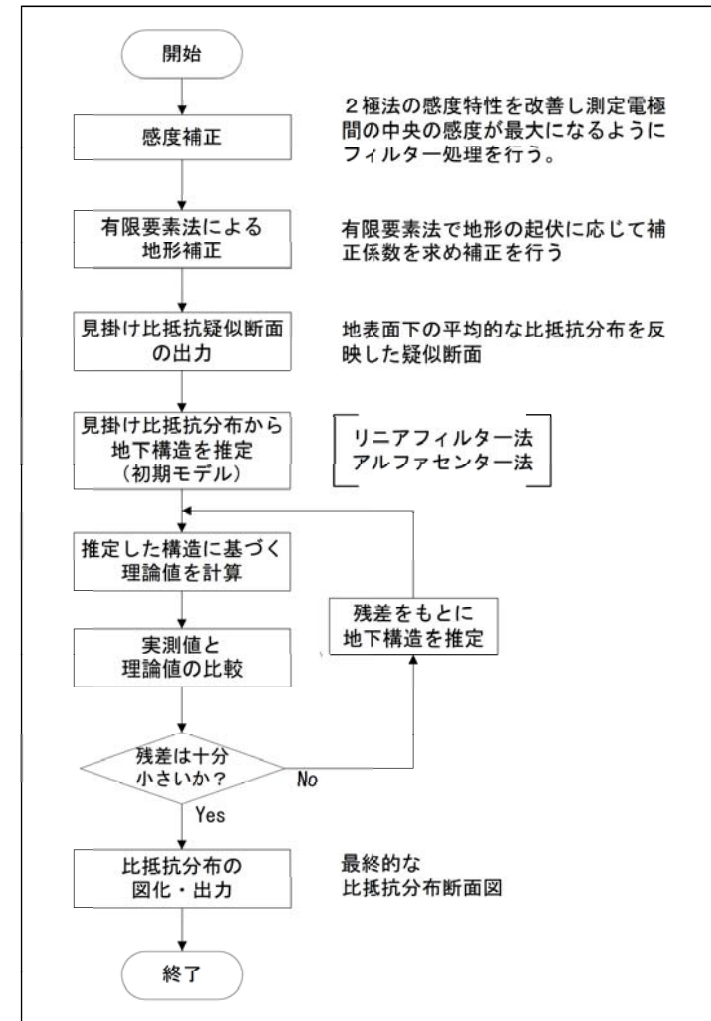 開始
感度補正
２極法の感度特性を改善し測定電極
間の中央の感度が最大になるように
フィルター処理を行う。
有限要素法による
地形補正
有限要素法で地形の起伏に応じて補
正係数を求め補正を行う
見掛け比抵抗疑似断面
の出力
地表面下の平均的な比抵抗分布を反
映した疑似断面
見掛け比抵抗分布から
地下構造を推定
（初期モデル）
リニアフィルター法
アルファセンター法
推定した構造に基づく
理論値を計算
残差をもとに
地下構造を推定
実測値と
理論値の比較
残差は十分
小さいか？
No
Yes
比抵抗分布の
図化・出力
最終的な
比抵抗分布断面図
終了